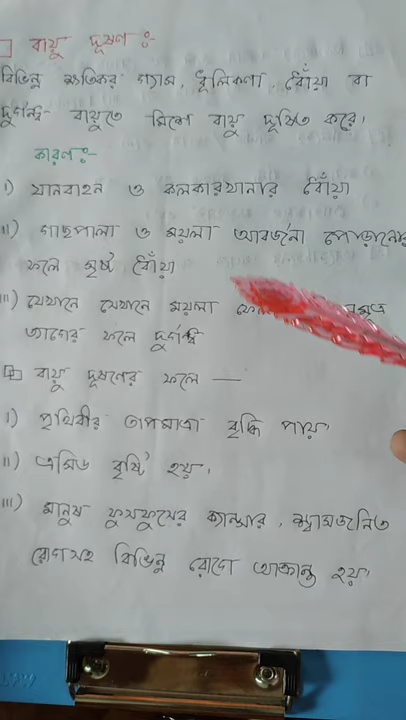 বায়ু দূষণ :-
বিভিন্ন ক্ষতিকর গ্যাস, ধূলিকণা, ধোঁয়া বা
দুর্গন্ধ বায়ুতে মিশে বায়ু দূষিত করে।
কারণ :-
i) যানবাহন ও কলকারখানার ধোঁয়া
ii) গাছপালা ও ময়লা আবর্জনা পোড়ানোর
ফলে সৃষ্ট ধোঁয়া
iii) যেখানে সেখানে ময়লা
ত্যাগের ফলে দুর্গন্ধ
বায়ু দূষণের ফলে —
i) পৃথিবীর তাপমাত্রা বৃদ্ধি পায়।
ii) এসিড বৃষ্টি হয়।
iii) মানুষ ফুসফুসের ক্যান্সার, শ্বাসজনিত
রোগসহ বিভিন্ন রোগে আক্রান্ত হয়।